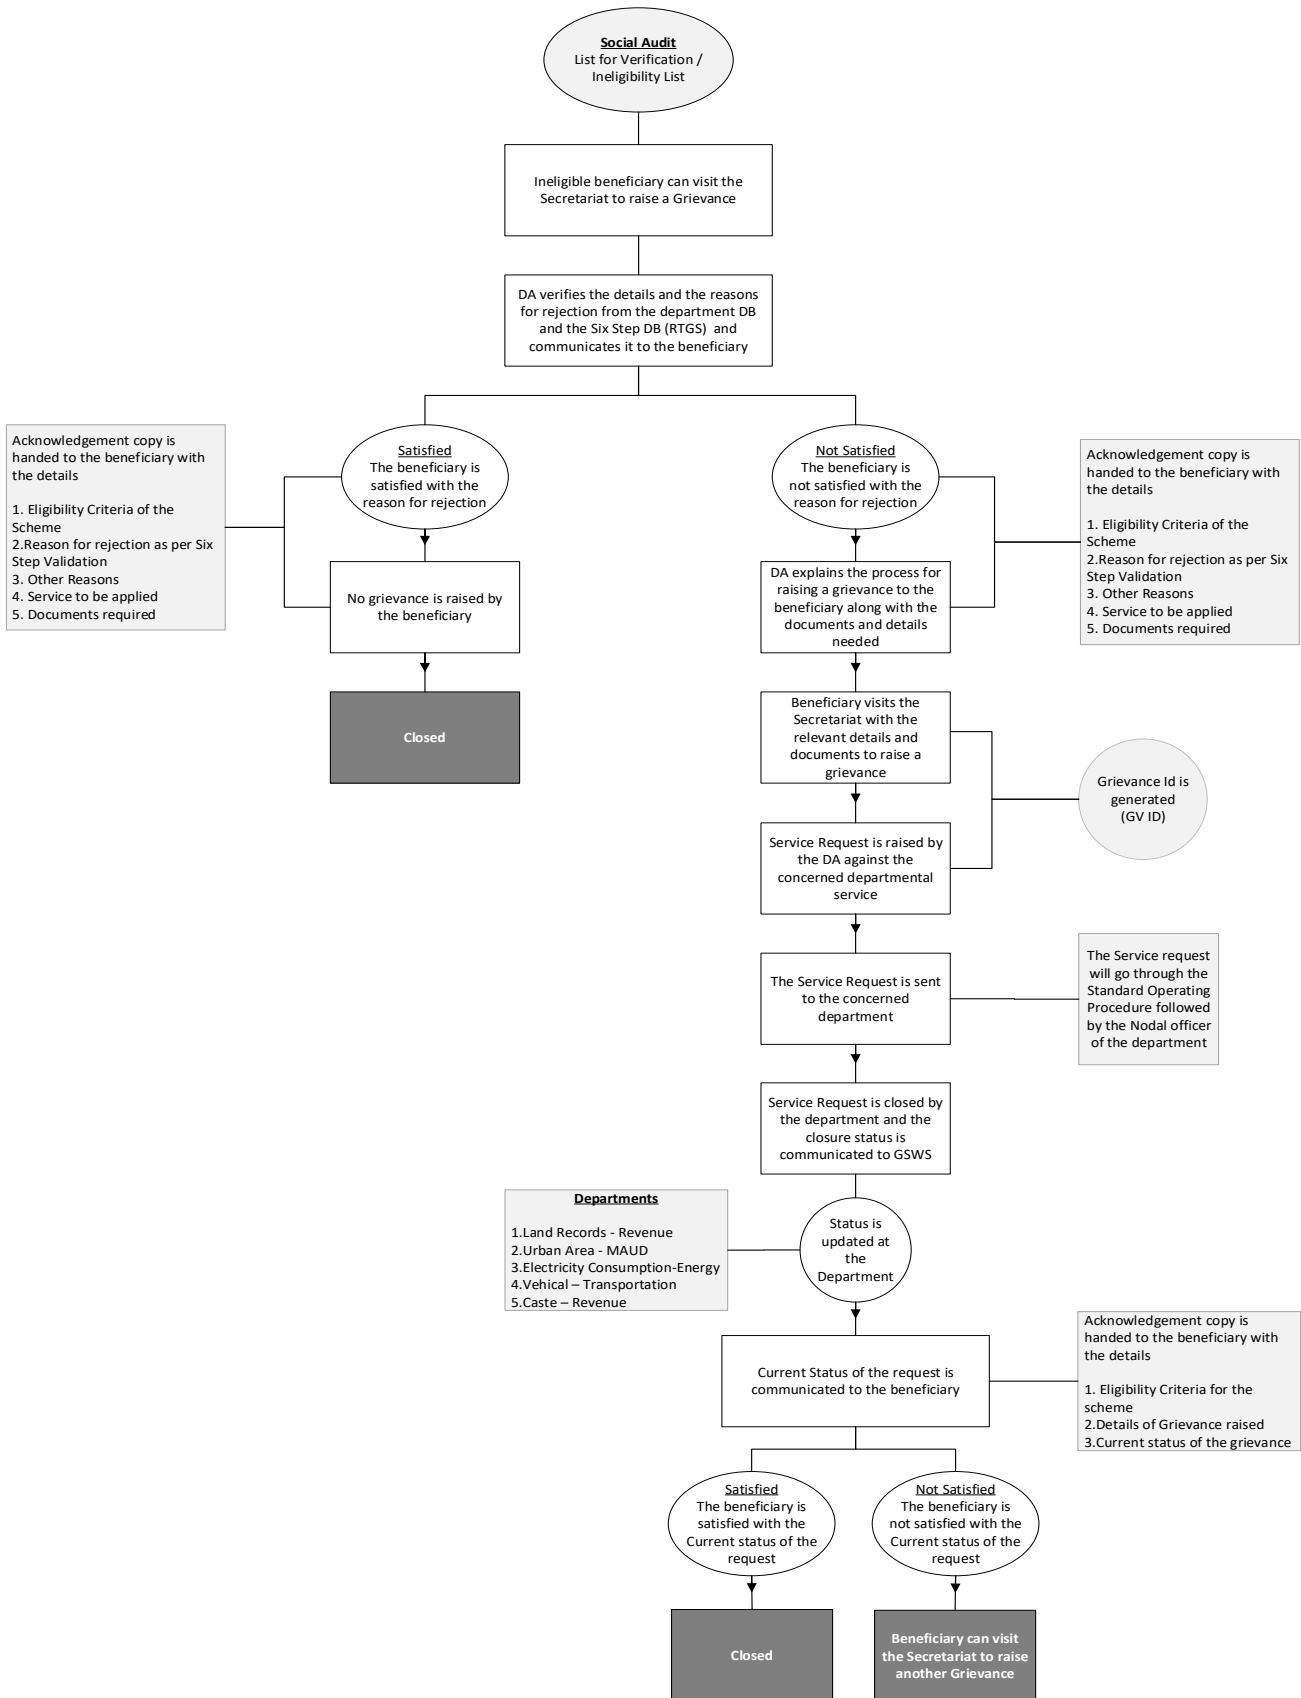 Social Audit
List for Verification /
Ineligibility List
Ineligible beneficiary can visit the
Secretariat to raise a Grievance
DA verifies the details and the reasons
for rejection from the department DB
and the Six Step DB (RTGS) and
communicates it to the beneficiary
Acknowledgement copy is
handed to the beneficiary with
the details
1. Eligibility Criteria of the
Scheme
2.Reason for rejection as per Six
Step Validation
3. Other Reasons
4. Service to be applied
5. Documents required
Satisfied
The beneficiary is
satisfied with the
reason for rejection
No grievance is raised by
the beneficiary
Closed
Not Satisfied
The beneficiary is
not satisfied with the
reason for rejection
Acknowledgement copy is
handed to the beneficiary with
the details
1. Eligibility Criteria of the
Scheme
2.Reason for rejection as per Six
Step Validation
3. Other Reasons
4. Service to be applied
5. Documents required
DA explains the process for
raising a grievance to the
beneficiary along with the
documents and details
needed
Beneficiary visits the
Secretariat with the
relevant details and
documents to raise a
grievance
Grievance Id is
generated
(GV ID)
Service Request is raised by
the DA against the
concerned departmental
service
The Service Request is sent
to the concerned
department
The Service request
will go through the
Standard Operating
Procedure followed
by the Nodal officer
of the department
Service Request is closed by
the department and the
closure status is
communicated to GSWS
Departments
1.Land Records - Revenue
2.Urban Area - MAUD
3.Electricity Consumption-Energy
4.Vehical – Transportation
5.Caste – Revenue
Status is
updated at
the
Department
Current Status of the request is
communicated to the beneficiary
Acknowledgement copy is
handed to the beneficiary with
the details
1. Eligibility Criteria for the
scheme
2.Details of Grievance raised
3.Current status of the grievance
Satisfied
The beneficiary is
satisfied with the
Current status of the
request
Not Satisfied
The beneficiary is
not satisfied with the
Current status of the
request
Closed
Beneficiary can visit
the Secretariat to raise
another Grievance